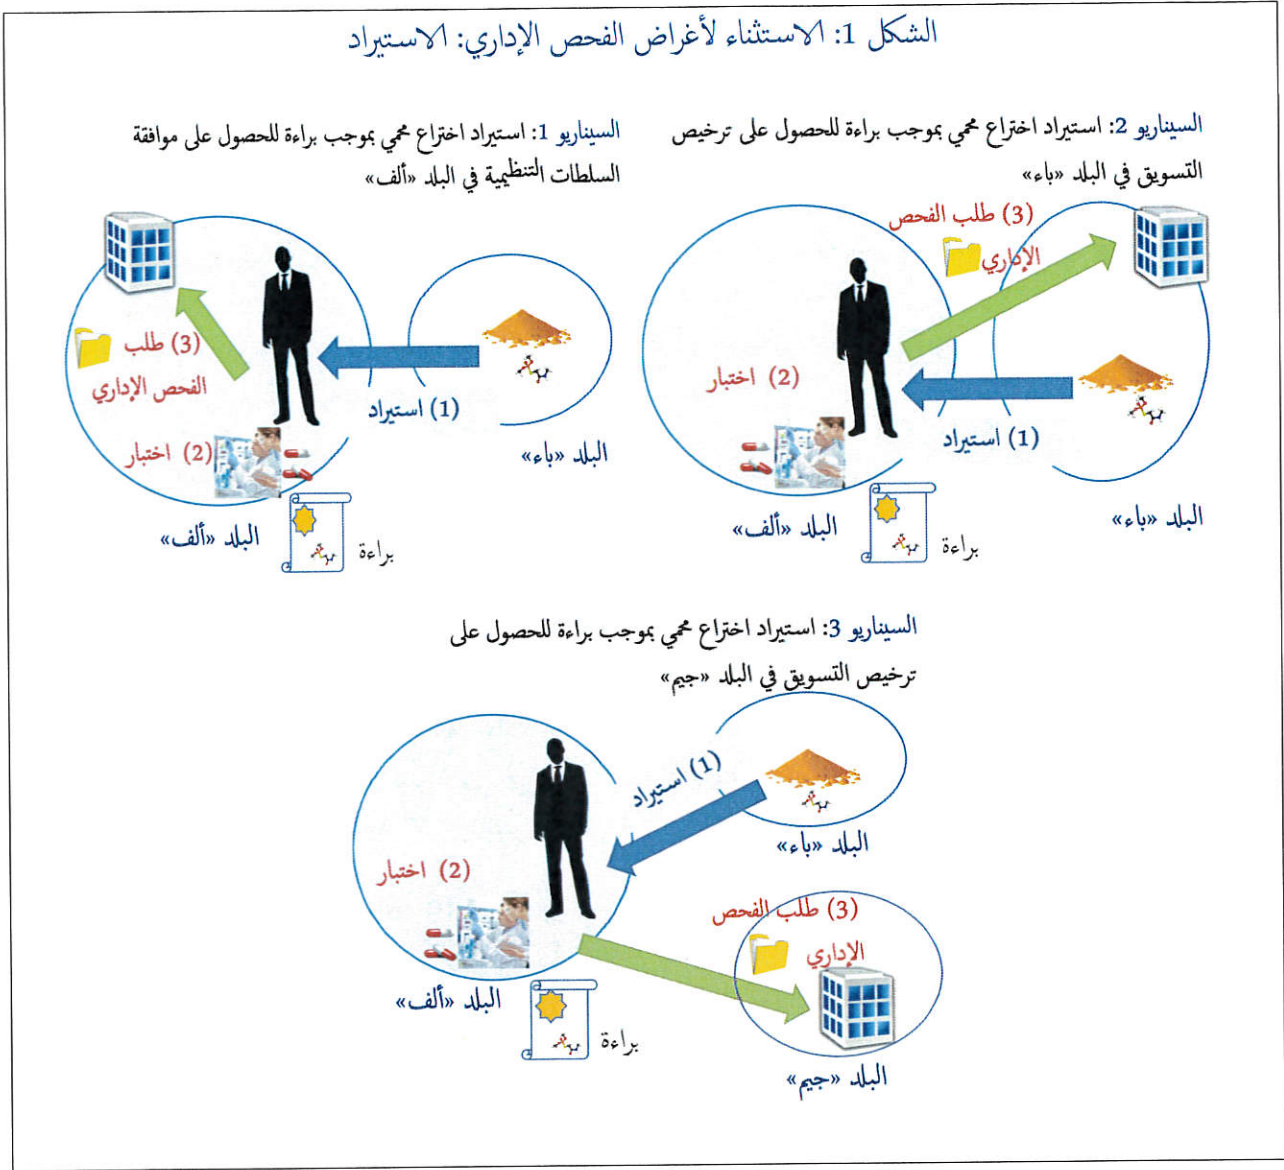 الشكل 1: الاستثناء لأغراض الفحص الإداري: الاستيراد
السيناريو 2: استيراد اختراع محمي بموجب براءة للحصول على ترخيص
التسويق في البلد «باء»
(3) طلب الفحص
الإداري
(2) اختبار
(1) استيراد
البلد «باء»
البلد «ألف»
براءة
السيناريو 1: استيراد اختراع محمي بموجب براءة للحصول على موافقة
السلطات التنظيمية في البلد «ألف»
(3) طلب
الفحص الإداري
(1) استيراد
(2) اختبار
البلد «باء»
البلد «ألف»
براءة
السيناريو 3: استيراد اختراع محمي بموجب براءة للحصول على
ترخيص التسويق في البلد «جيم»
(1) استيراد
البلد «باء»
(2) اختبار
(3) طلب الفحص
الإداري
البلد «ألف»
براءة
البلد «جيم»